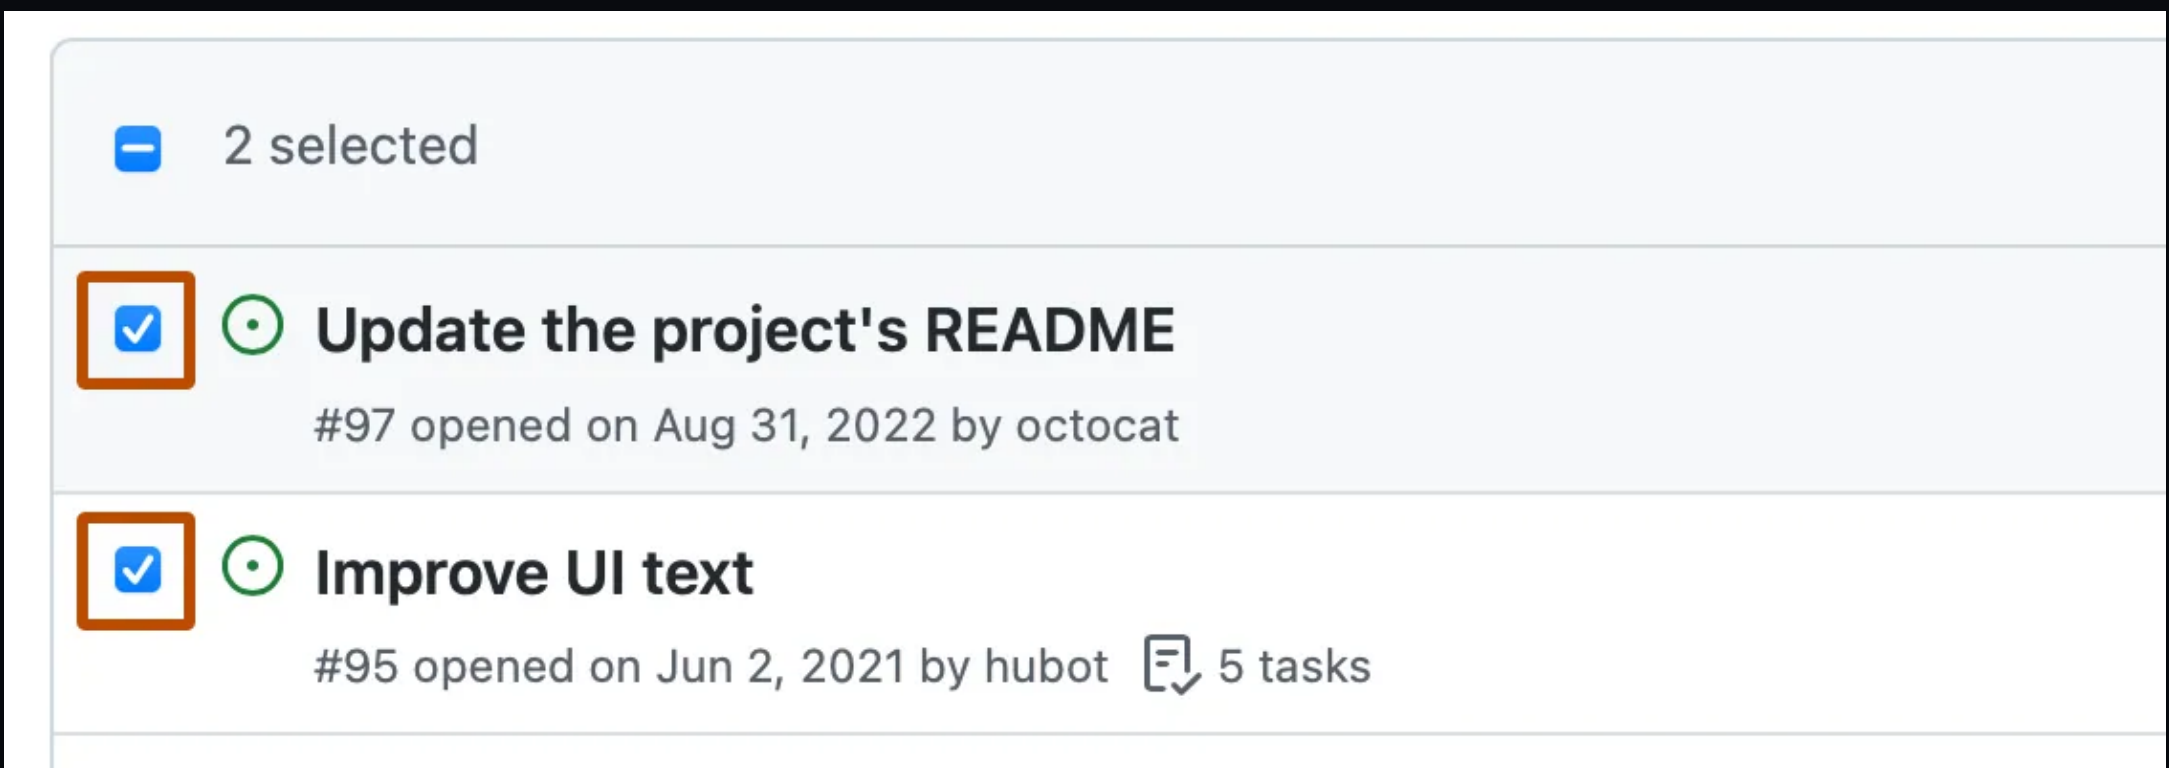 2 selected
Update the project's README
#97 opened on Aug 31, 2022 by octocat
Improve UI text
#95 opened on Jun 2, 2021 by hubot 5 tasks